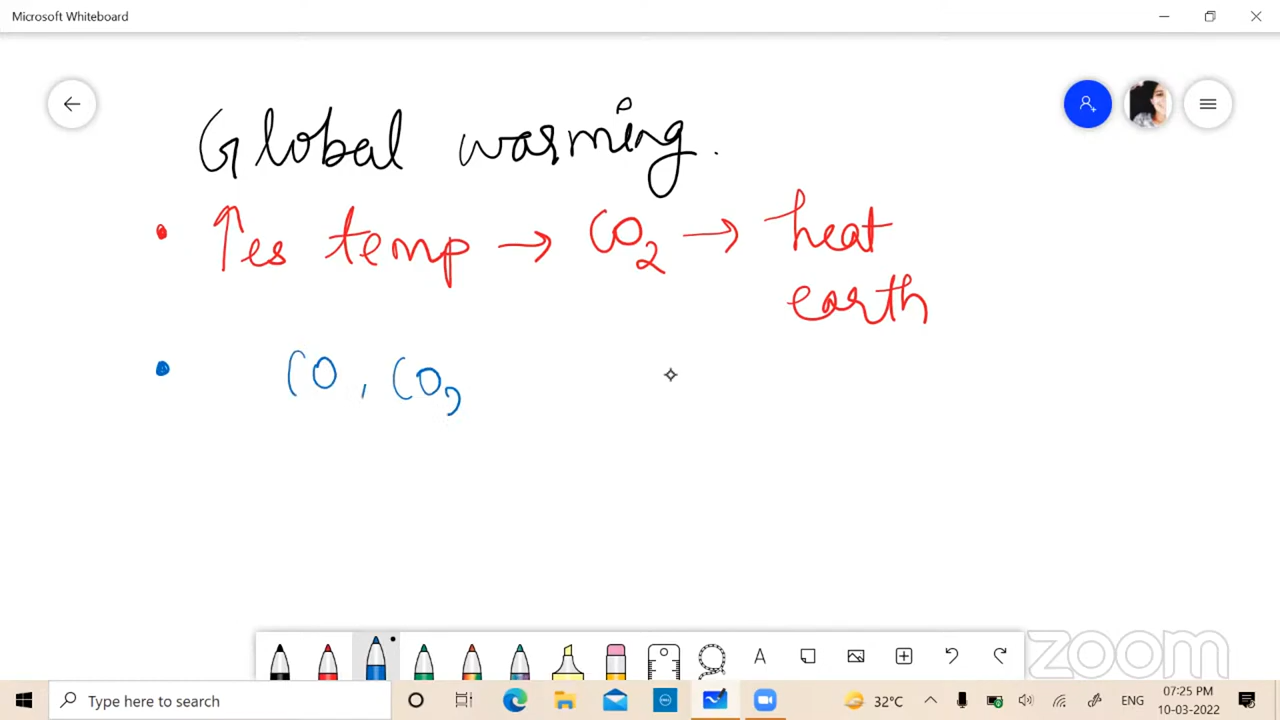 Microsoft Whiteboard
Global warming.
• ↑es temp → CO₂ → heat
earth
• CO, CO₂
A
zoom
Type here to search
32°C
ENG
07:25 PM
10-03-2022